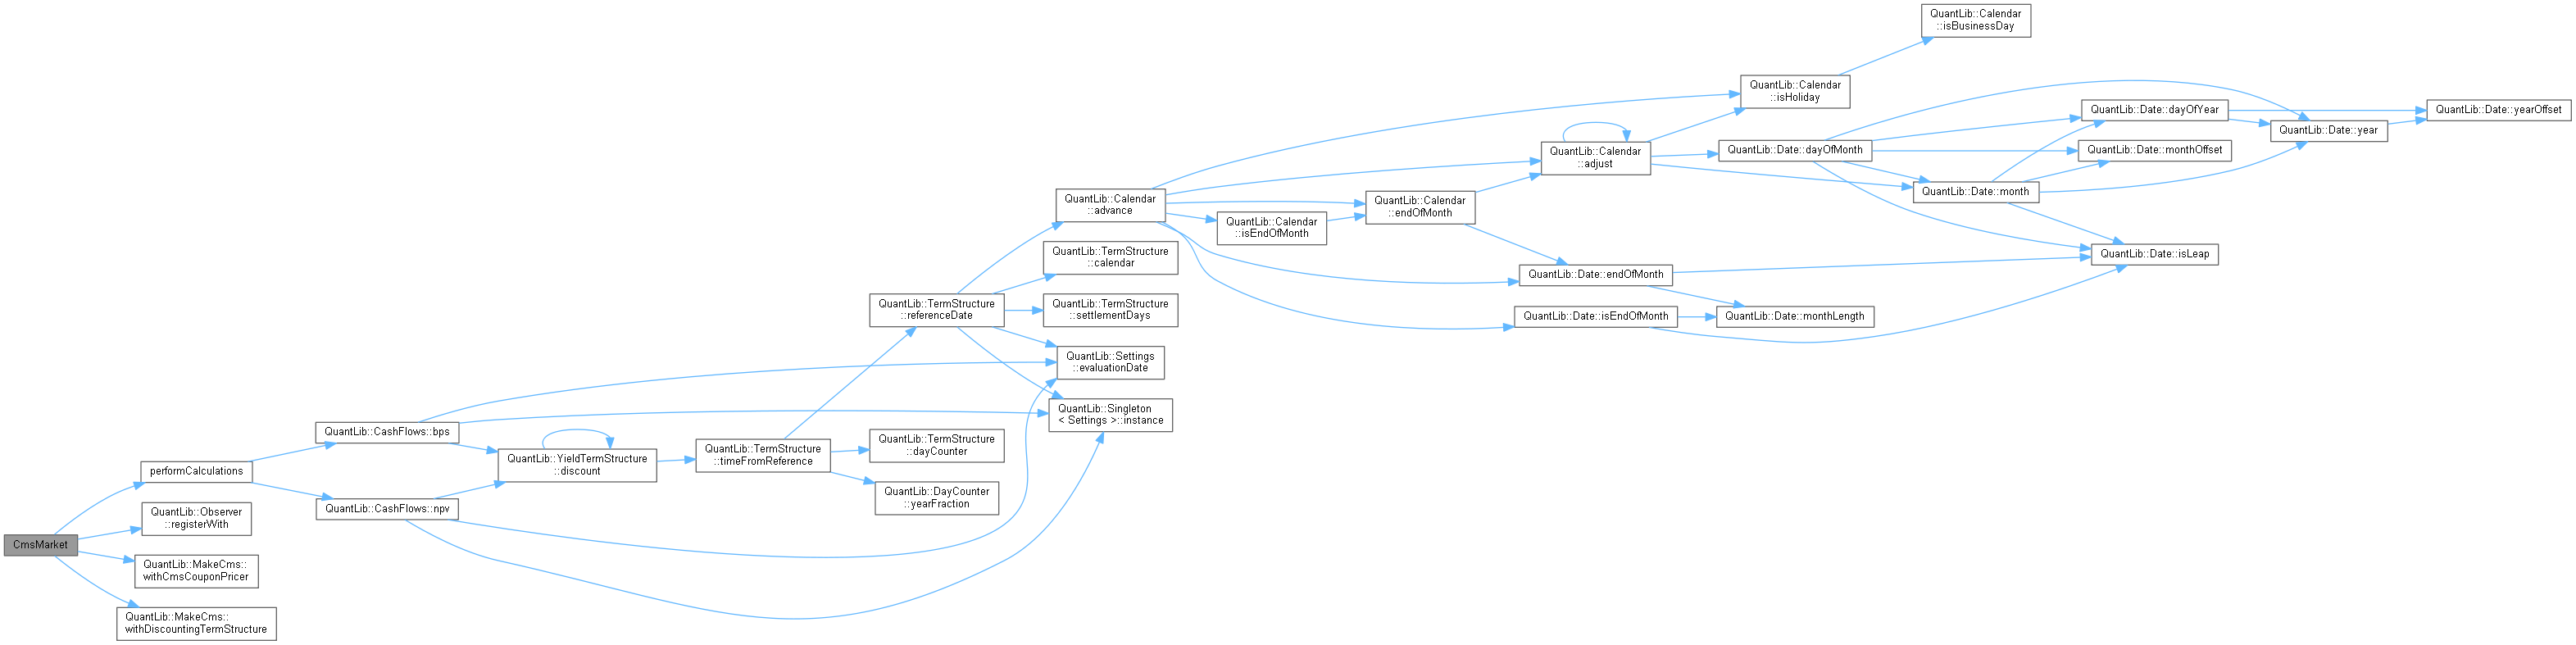 CmsMarket
performCalculations
QuantLib::Observer
::registerWith
QuantLib::MakeCms::
withCmsCouponPricer
QuantLib::MakeCms::
withDiscountingTermStructure
QuantLib::CashFlows::bps
QuantLib::CashFlows::npv
QuantLib::YieldTermStructure
::discount
QuantLib::TermStructure
::timeFromReference
QuantLib::TermStructure
::referenceDate
QuantLib::TermStructure
::dayCounter
QuantLib::DayCounter
::yearFraction
QuantLib::Calendar
::advance
QuantLib::TermStructure
::calendar
QuantLib::TermStructure
::settlementDays
QuantLib::Settings
::evaluationDate
QuantLib::Singleton
< Settings >::instance
QuantLib::Calendar
::isEndOfMonth
QuantLib::Calendar
::endOfMonth
QuantLib::Calendar
::adjust
QuantLib::Date::endOfMonth
QuantLib::Date::isEndOfMonth
QuantLib::Calendar
::isHoliday
QuantLib::Date::dayOfMonth
QuantLib::Date::monthLength
QuantLib::Calendar
::isBusinessDay
QuantLib::Date::month
QuantLib::Date::dayOfYear
QuantLib::Date::monthOffset
QuantLib::Date::isLeap
QuantLib::Date::year
QuantLib::Date::yearOffset